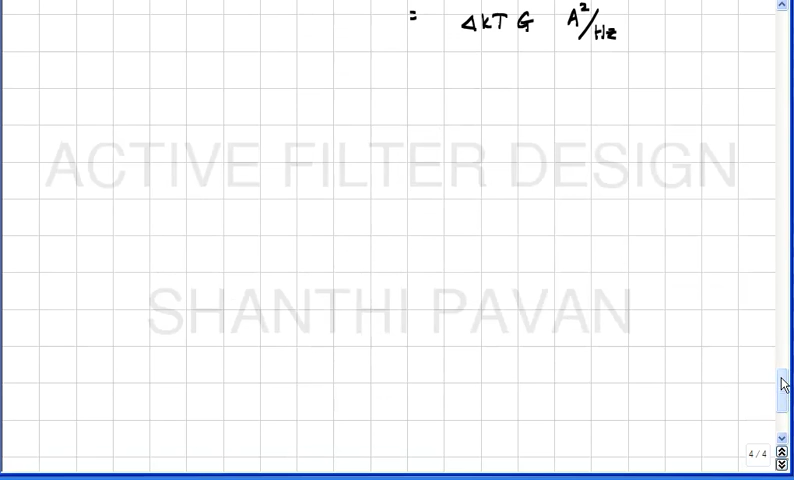 = 4kTG A²/Hz
ACTIVE FILTER DESIGN
SHANTHI PAVAN
4 / 4